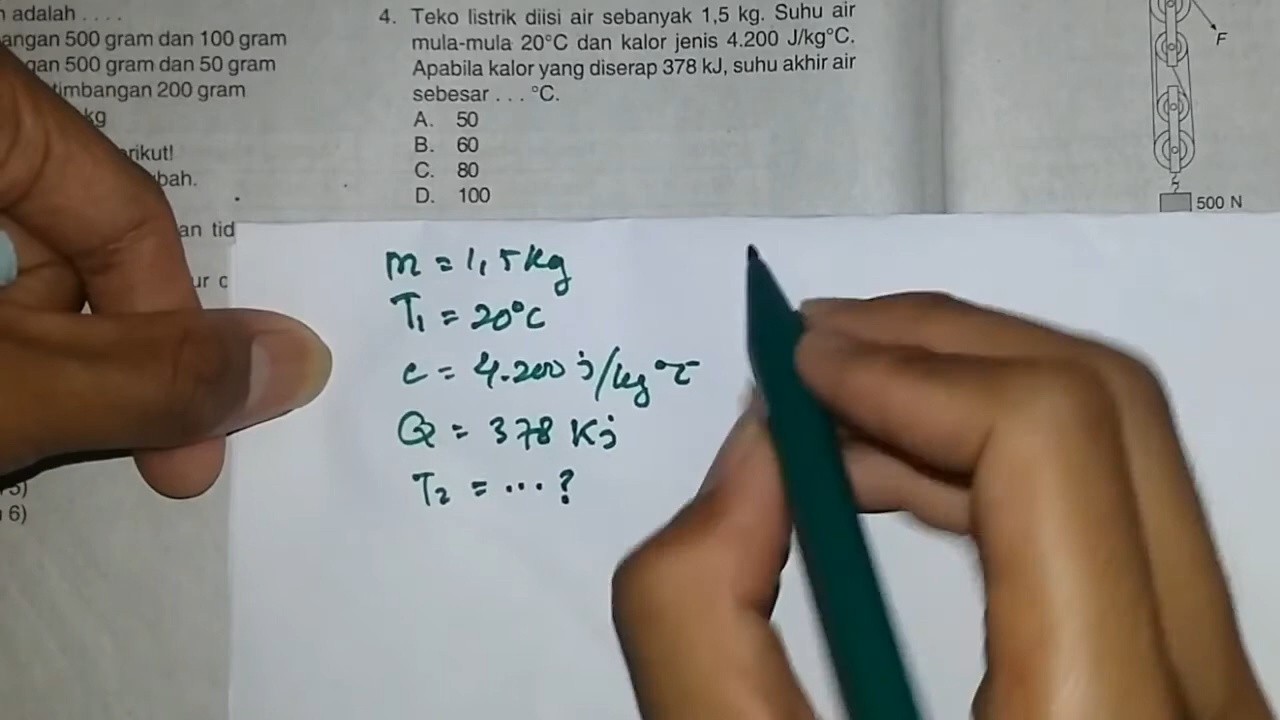 adalah . . . .
angan 500 gram dan 100 gram
gan 500 gram dan 50 gram
timbangan 200 gram
kg
erikut!
bah.
an tid
ur c
6)
4. Teko listrik diisi air sebanyak 1,5 kg. Suhu air
mula-mula 20°C dan kalor jenis 4.200 J/kg°C.
Apabila kalor yang diserap 378 kJ, suhu akhir air
sebesar . . . °C.
A. 50
B. 60
C. 80
D. 100
F
500 N
m = 1,5 kg
T₁ = 20°C
c = 4.200 j/kg°C
Q = 378 Kj
T₂ = ... ?